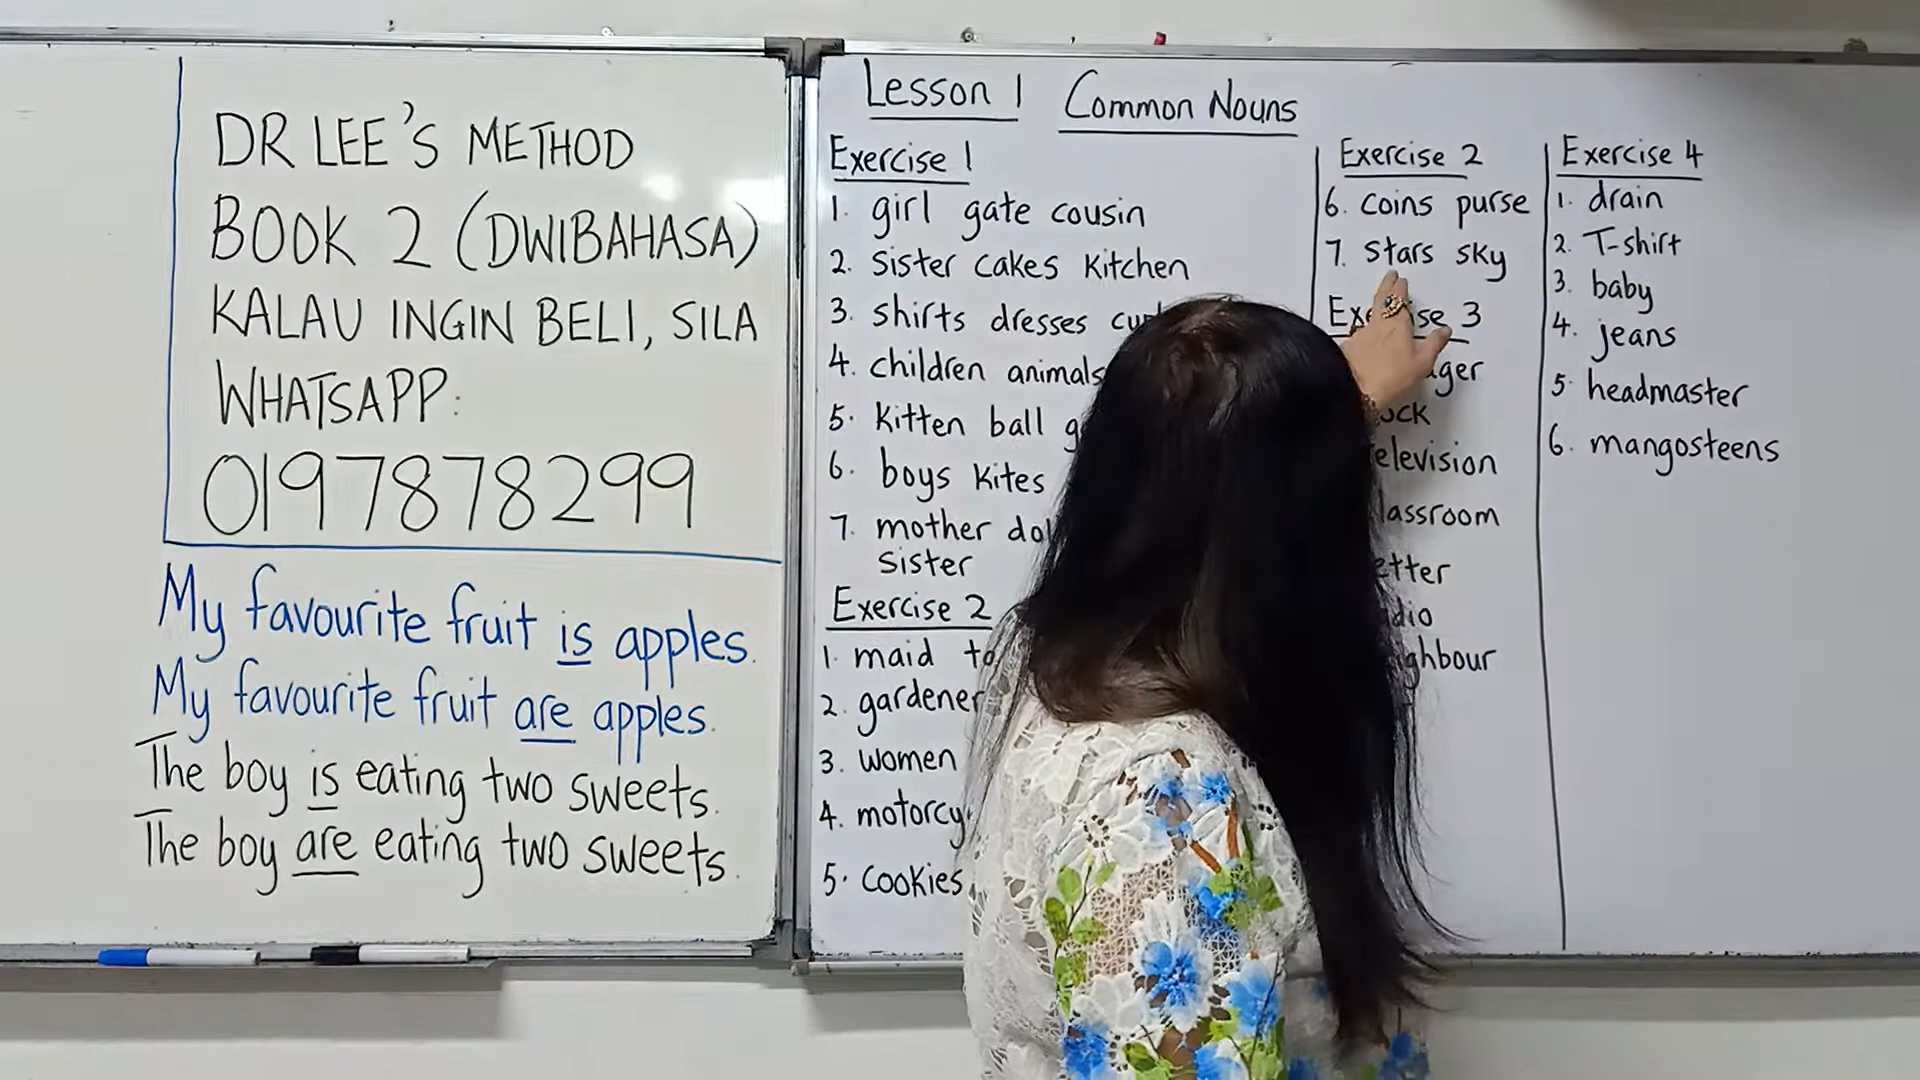 DR LEE'S METHOD
BOOK 2 (DWIBAHASA)
KALAU INGIN BELI, SILA
WHATSAPP:
0197878299
My favourite fruit is apples.
My favourite fruit are apples.
The boy is eating two sweets.
The boy are eating two sweets.
Lesson 1 Common Nouns
Exercise 1
1. girl gate cousin
2. sister cakes kitchen
3. shirts dresses
4. children animals
5. kitten ball
6. boys kites
7. mother
sister
Exercise 2
1. maid
2. gardener
3. women
4.
5. cookies
Exercise 2
6. coins purse
7. stars sky
Exercise 3
Exercise 4
1. drain
2. T-shirt
3. baby
4. jeans
5. headmaster
6. mangosteens